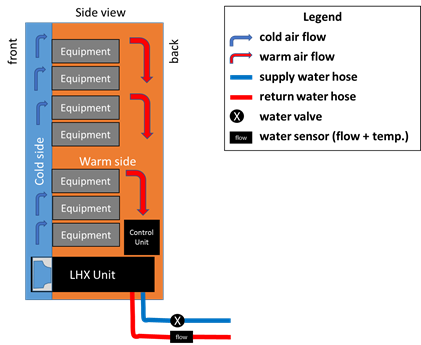 Side view
front
back
Equipment
Equipment
Equipment
Equipment
Cold side
Warm side
Equipment
Equipment
Equipment
Control
Unit
LHX Unit
X
flow
Legend
cold air flow
warm air flow
supply water hose
return water hose
X
water valve
flow
water sensor (flow + temp.)